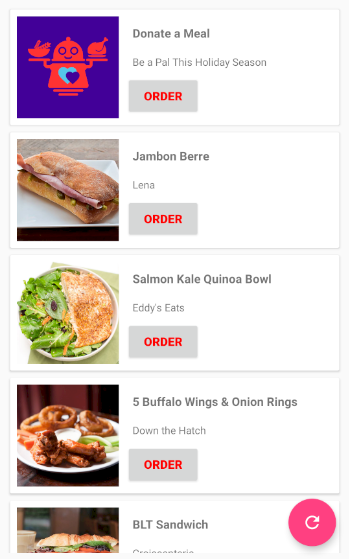 Donate a Meal
Be a Pal This Holiday Season
ORDER
Jambon Berre
Lena
ORDER
Salmon Kale Quinoa Bowl
Eddy's Eats
ORDER
5 Buffalo Wings & Onion Rings
Down the Hatch
ORDER
BLT Sandwich